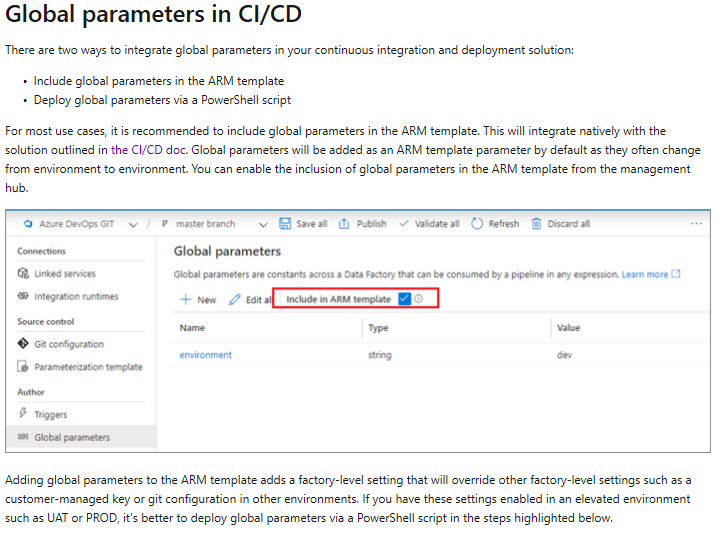 Global parameters in CI/CD
There are two ways to integrate global parameters in your continuous integration and deployment solution:
• Include global parameters in the ARM template
• Deploy global parameters via a PowerShell script
For most use cases, it is recommended to include global parameters in the ARM template. This will integrate natively with the
solution outlined in the CI/CD doc. Global parameters will be added as an ARM template parameter by default as they often change
from environment to environment. You can enable the inclusion of global parameters in the ARM template from the management
hub.
Azure DevOps GIT / master branch Save all Publish Validate all Refresh Discard all ...
Connections
Linked services
Integration runtimes
Source control
Git configuration
Parameterization template
Author
Triggers
Global parameters
Global parameters
Global parameters are constants across a Data Factory that can be consumed by a pipeline in any expression. Learn more
New Edit al Include in ARM template
Name Type Value
environment string dev
Adding global parameters to the ARM template adds a factory-level setting that will override other factory-level settings such as a
customer-managed key or git configuration in other environments. If you have these settings enabled in an elevated environment
such as UAT or PROD, it's better to deploy global parameters via a PowerShell script in the steps highlighted below.